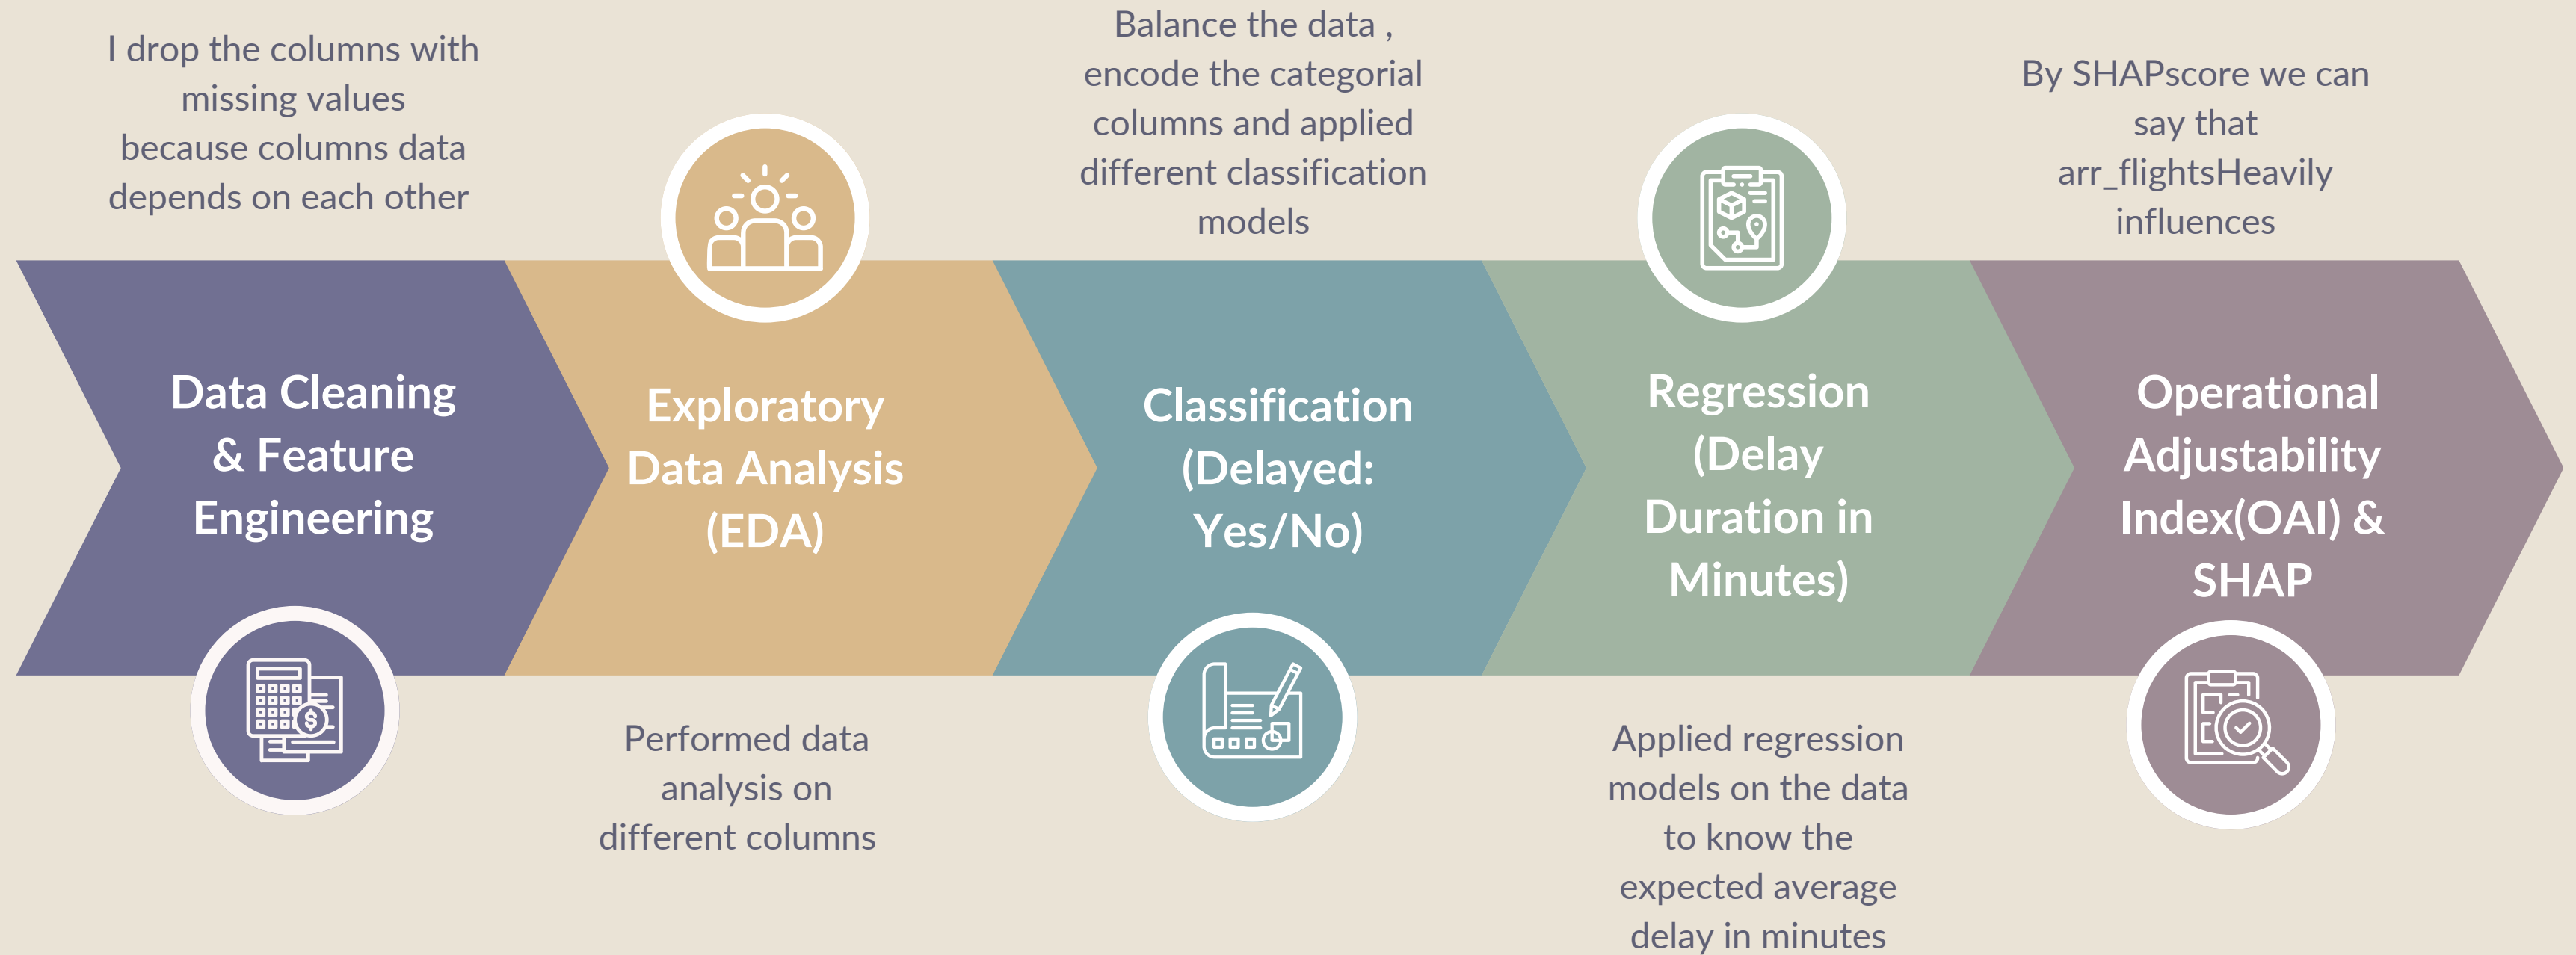 I drop the columns with
missing values
because columns data
depends on each other
Data Cleaning
& Feature
Engineering
Exploratory
Data Analysis
(EDA)
Performed data
analysis on
different columns
Balance the data ,
encode the categorial
columns and applied
different classification
models
Classification
(Delayed:
Yes/No)
Regression
(Delay
Duration in
Minutes)
Applied regression
models on the data
to know the
expected average
delay in minutes
By SHAPscore we can
say that
arr_flightsHeavily
influences
Operational
Adjustability
Index(OAI) &
SHAP
$